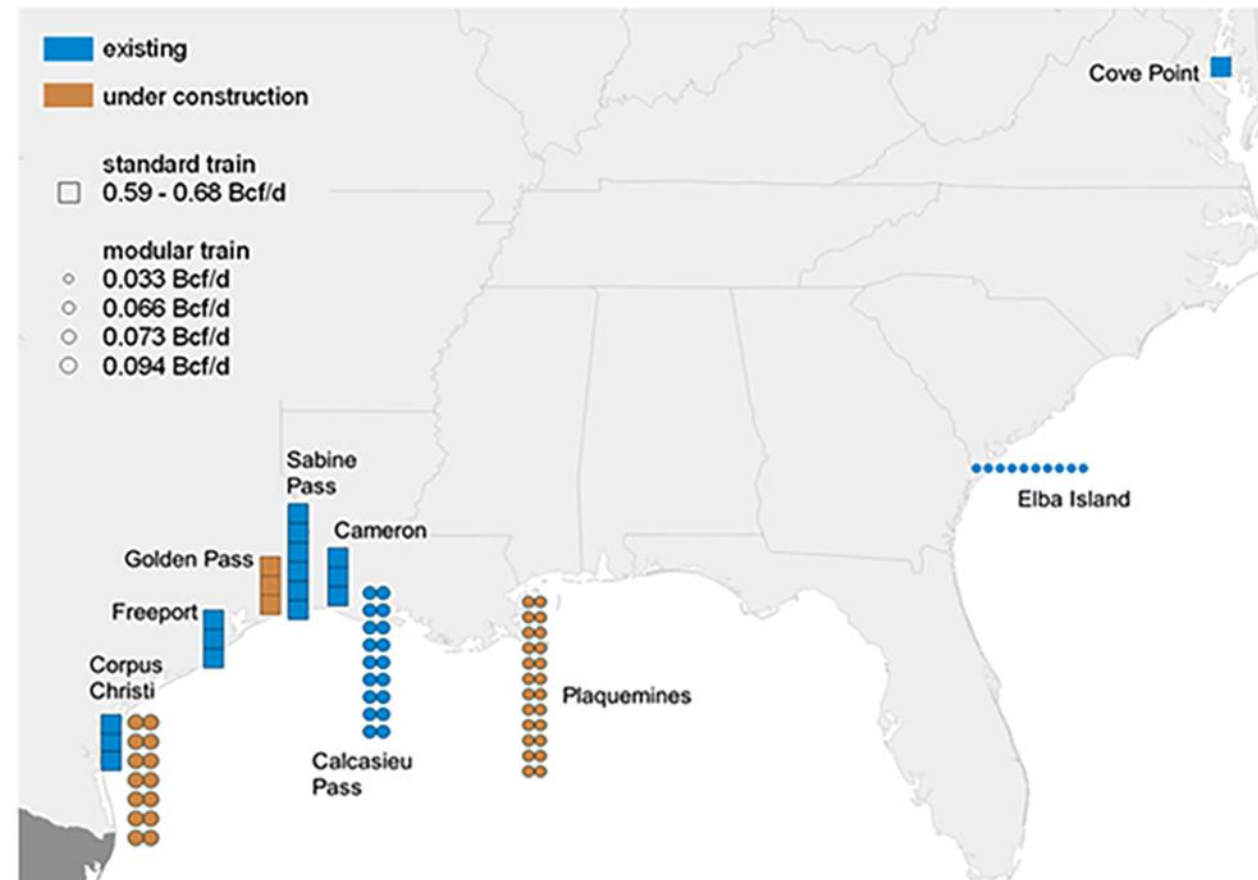 existing
under construction
standard train
0.59 - 0.68 Bcf/d
modular train
0.033 Bcf/d
0.066 Bcf/d
0.073 Bcf/d
0.094 Bcf/d
Cove Point
Sabine
Pass
Cameron
Elba Island
Golden Pass
Freeport
Corpus
Christi
Plaquemines
Calcasieu
Pass